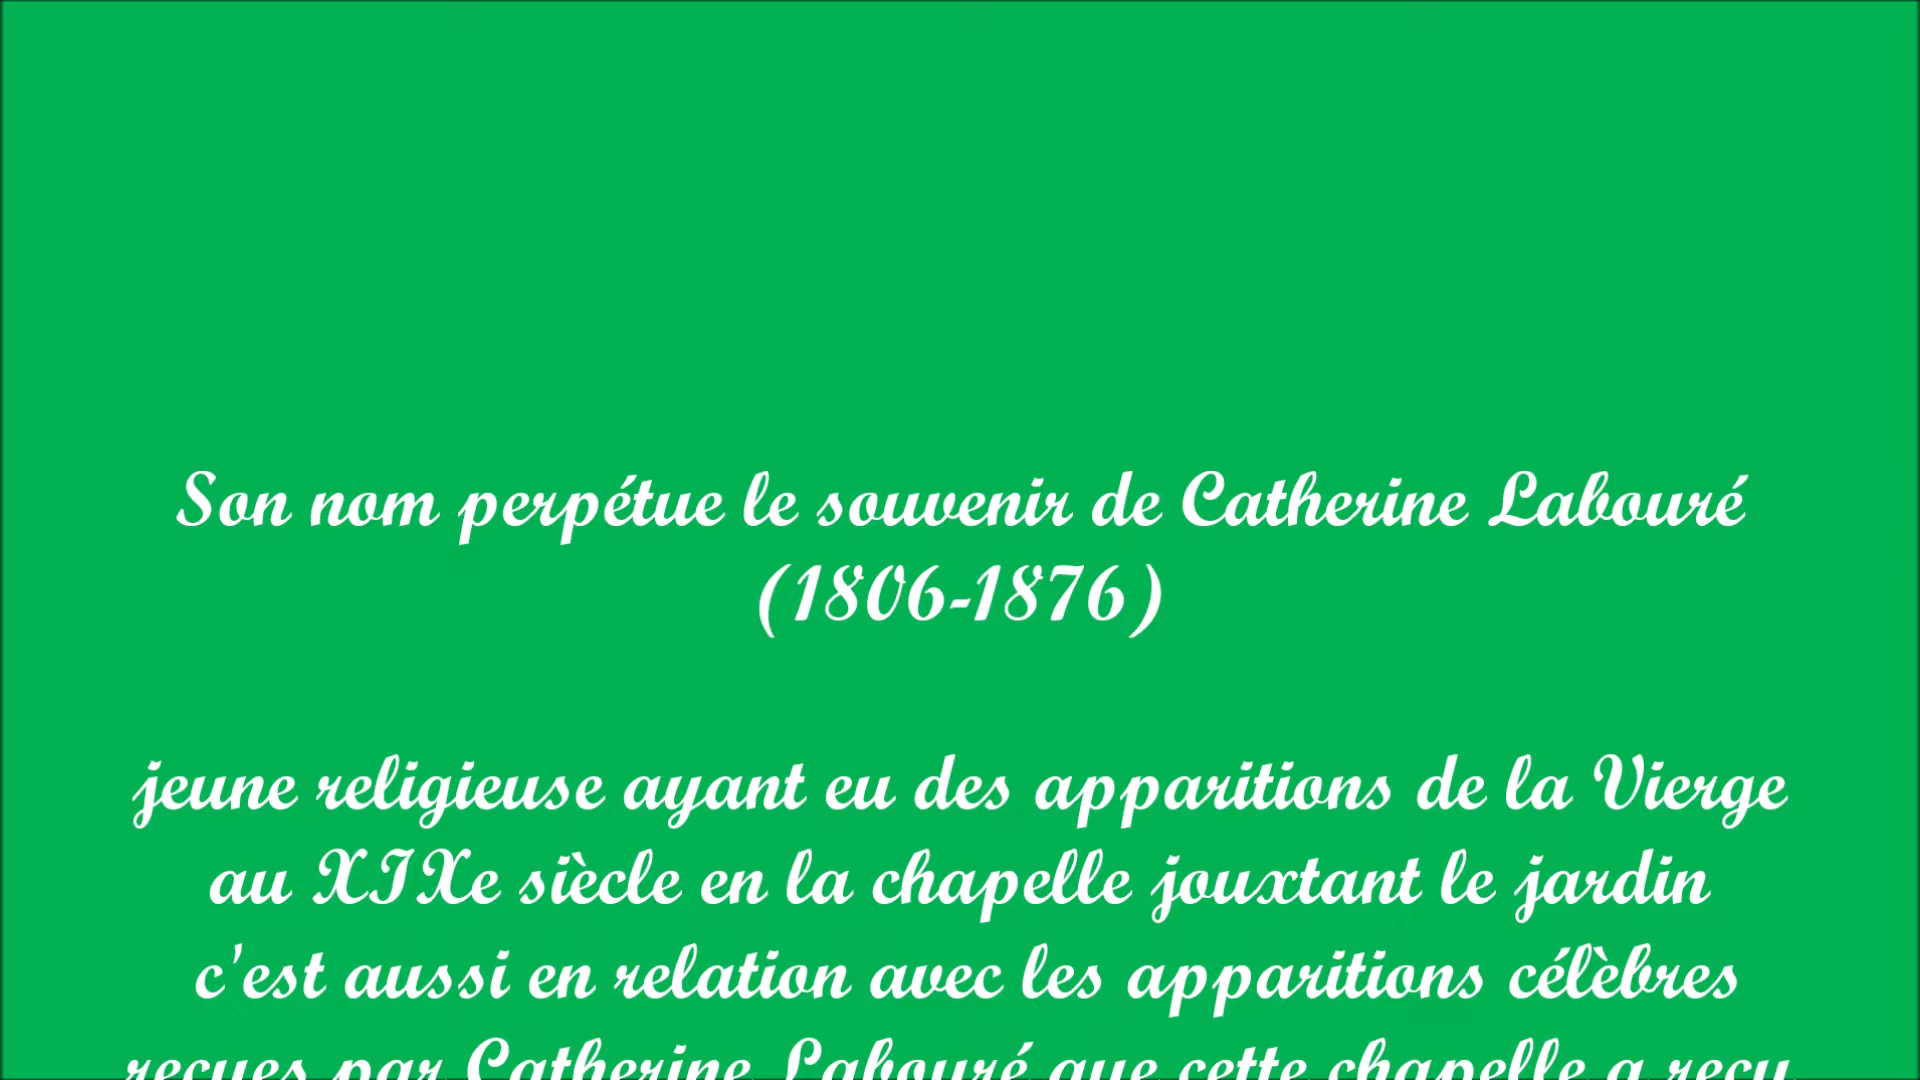 Son nom perpétue le souvenir de Catherine Labouré
(1806-1876)
jeune religieuse ayant eu des apparitions de la Vierge
au XIXe siècle en la chapelle jouxtant le jardin
c'est aussi en relation avec les apparitions célèbres
reçues par Catherine Labouré que cette chapelle a reçu